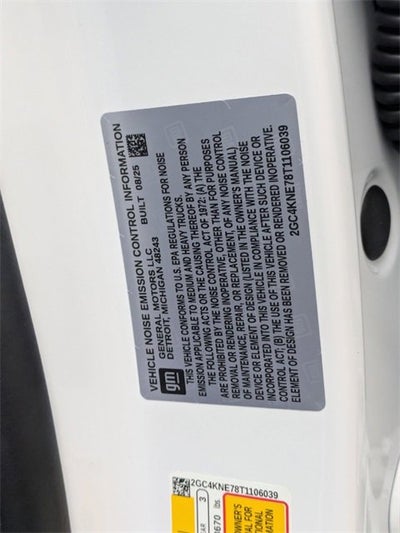 VEHICLE NOISE EMISSION CONTROL INFORMATION
gm
GENERAL MOTORS LLC
DETROIT, MICHIGAN 48243
BUILT 08/25
THIS VEHICLE CONFORMS TO U.S. EPA REGULATIONS FOR NOISE
EMISSION APPLICABLE TO MEDIUM AND HEAVY TRUCKS.
THE FOLLOWING ACTS OR THE CAUSING THEREOF BY ANY PERSON
ARE PROHIBITED BY THE NOISE CONTROL ACT OF 1972: (A) THE
REMOVAL OR RENDERING INOPERATIVE, OTHER THAN FOR PURPOSES
OF MAINTENANCE, REPAIR, OR REPLACEMENT, OF ANY NOISE CONTROL
DEVICE OR ELEMENT OF DESIGN (LISTED IN THE OWNER'S MANUAL)
INCORPORATED INTO THIS VEHICLE IN COMPLIANCE WITH THE NOISE
CONTROL ACT; (B) THE USE OF THIS VEHICLE AFTER SUCH DEVICE OR
ELEMENT OF DESIGN HAS BEEN REMOVED OR RENDERED INOPERATIVE.
2GC4KNE78T1106039
2GC4KNE78T1106039
3
lbs